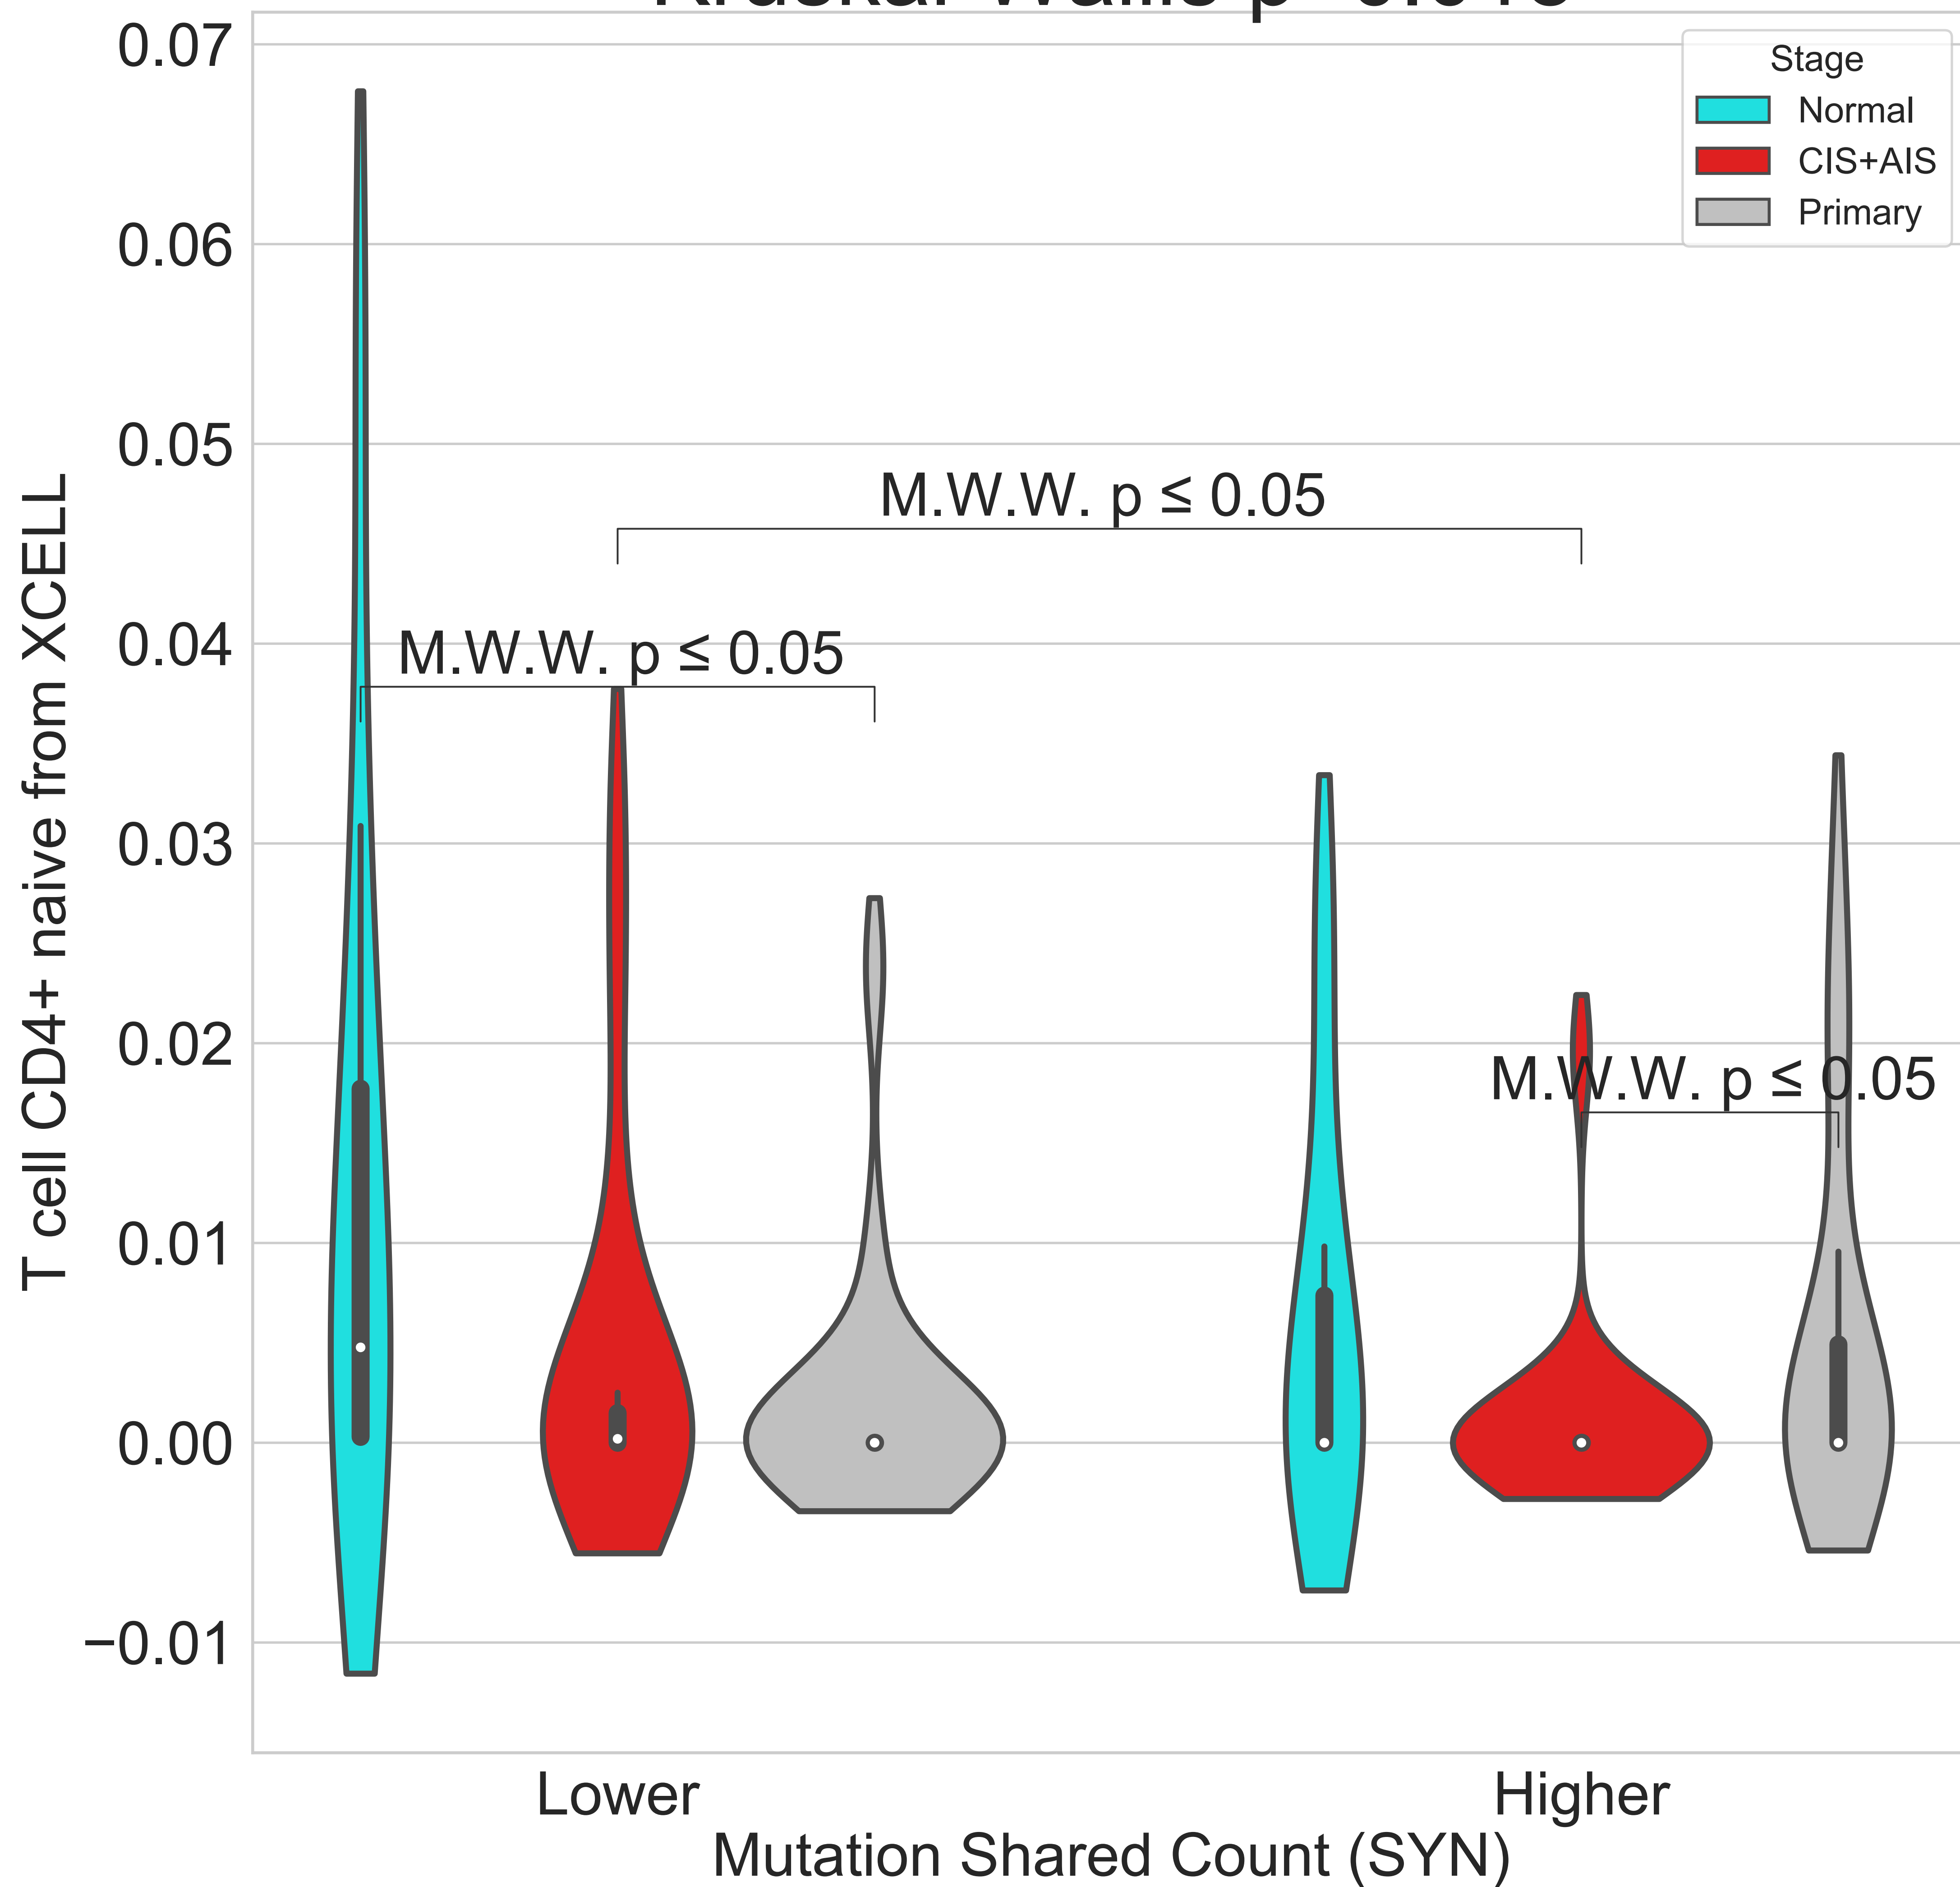 Stage
Normal
CIS+AIS
Primary
0.07
0.06
0.05
0.04
0.03
0.02
0.01
0.00
−0.01
T cell CD4+ naive from XCELL
M.W.W. p ≤ 0.05
M.W.W. p ≤ 0.05
M.W.W. p ≤ 0.05
Lower
Higher
Mutation Shared Count (SYN)